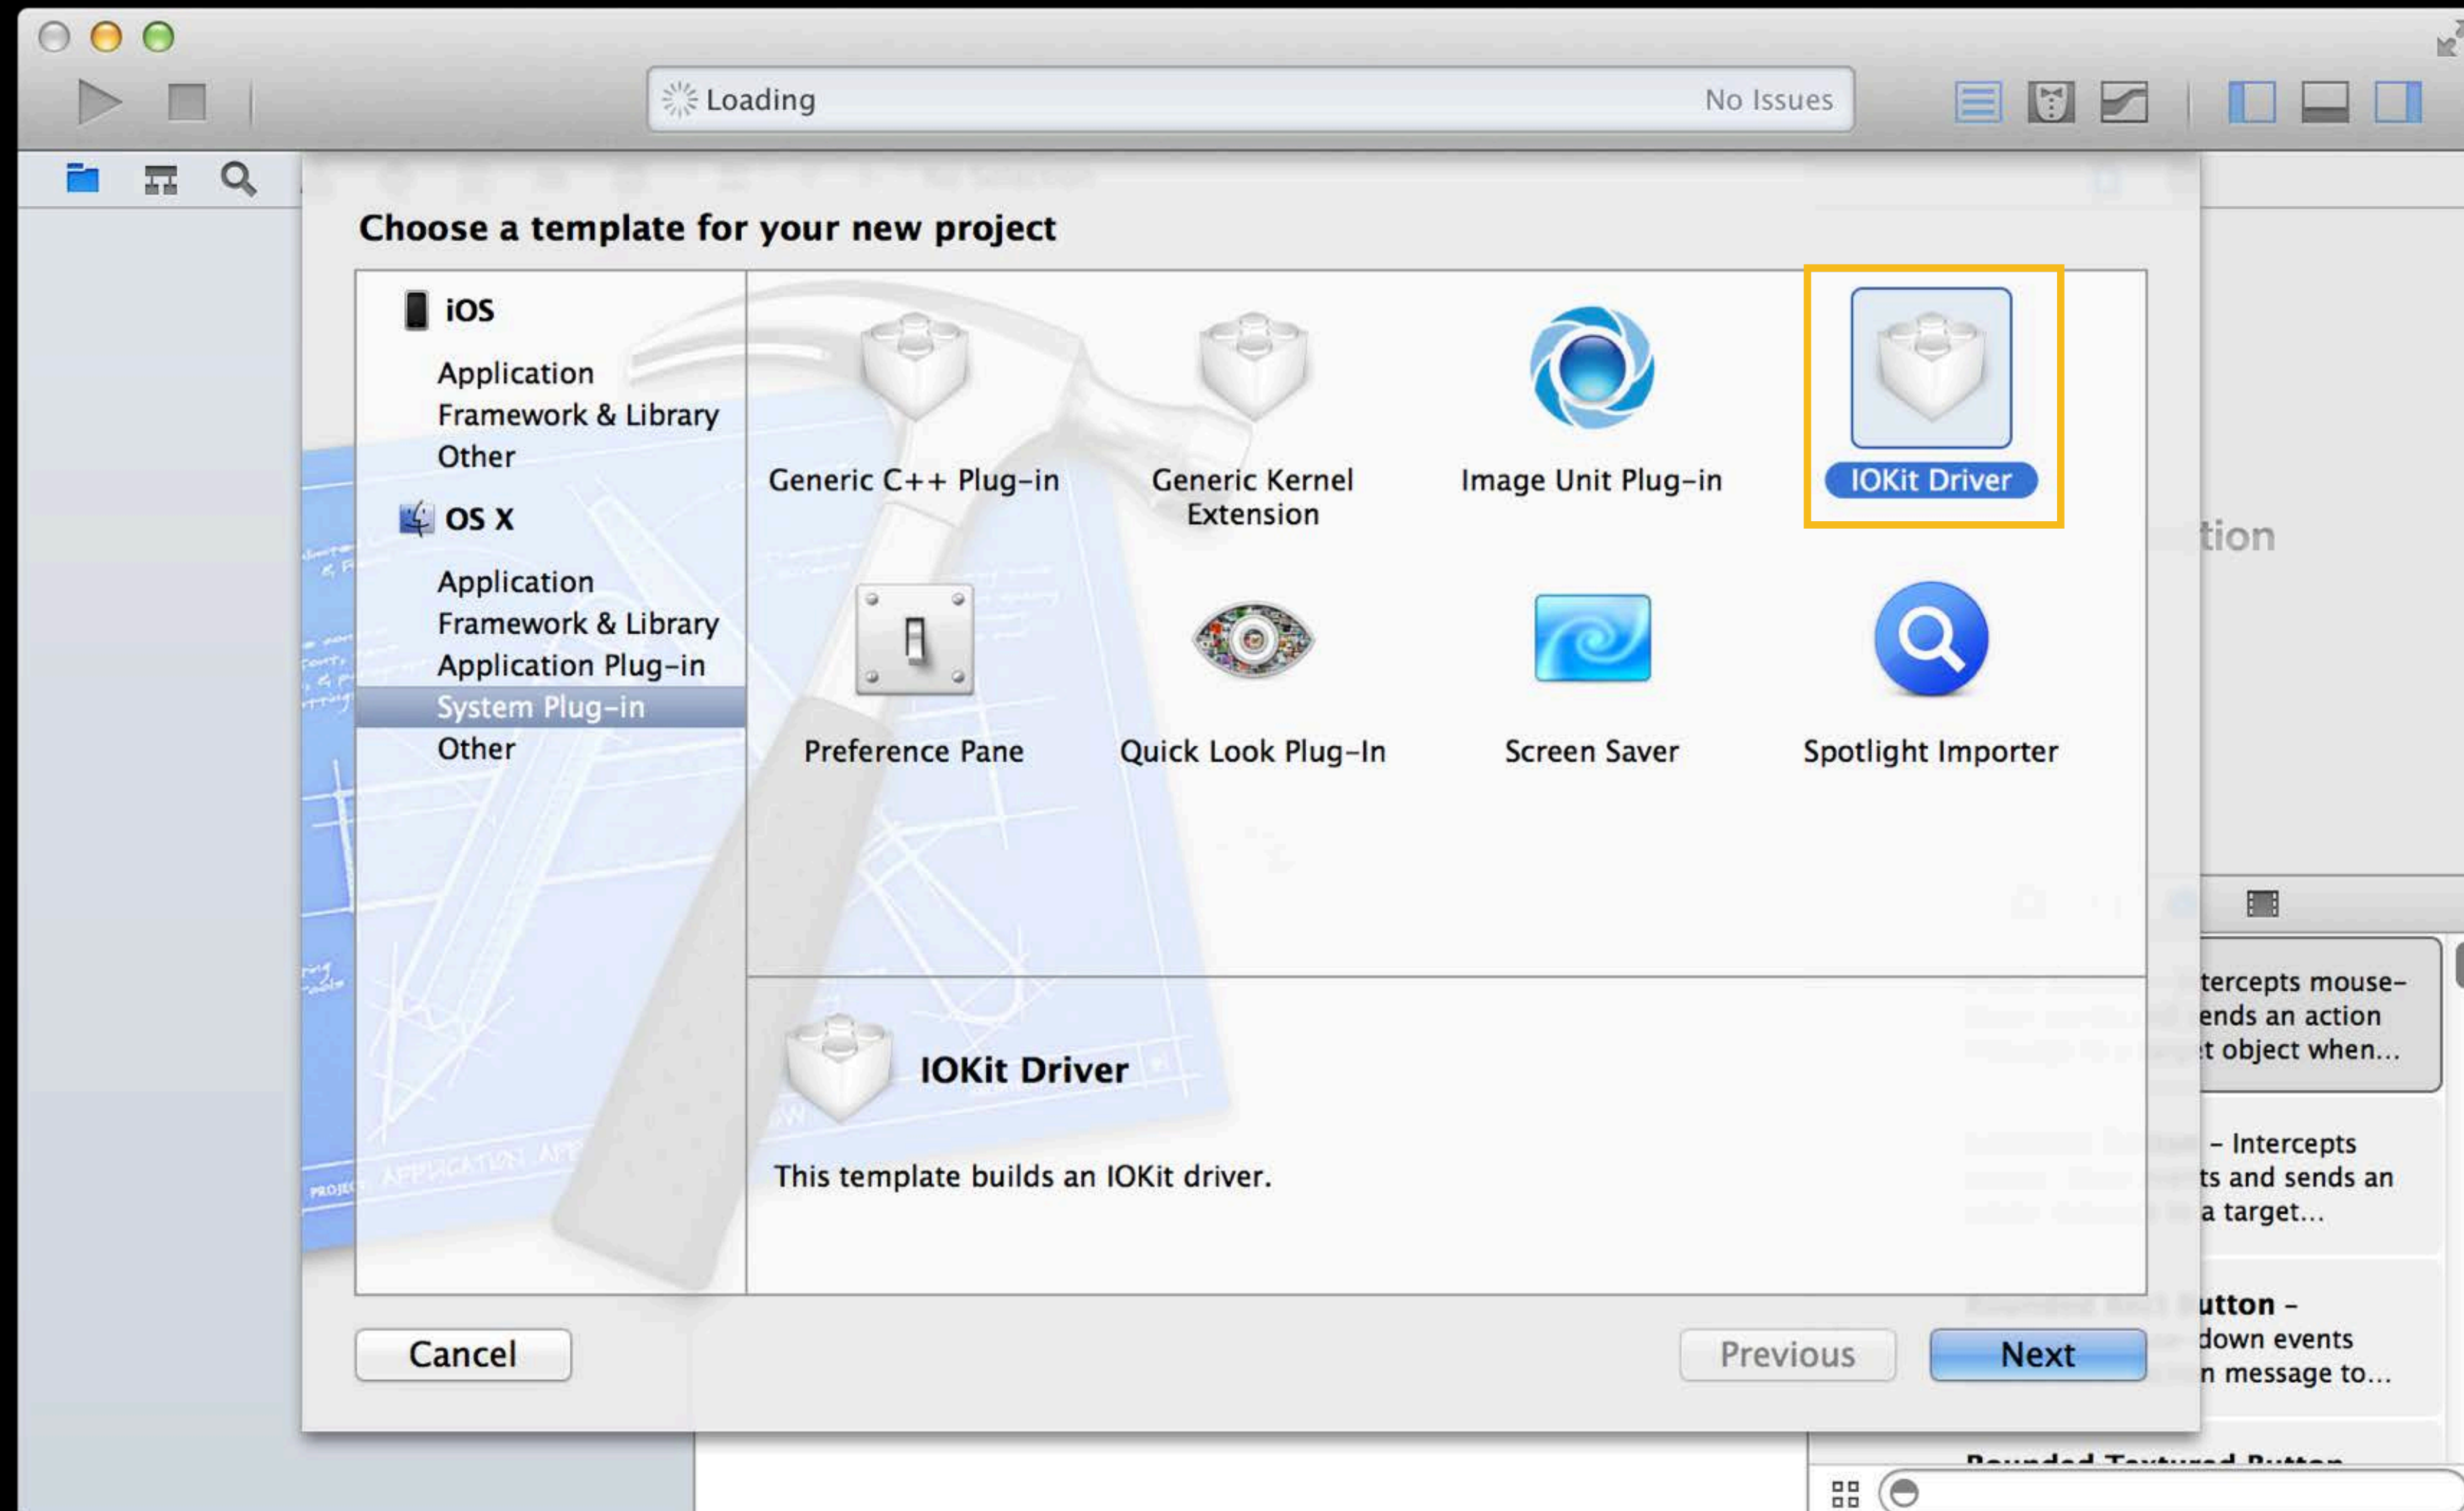 Loading
No Issues
Choose a template for your new project
iOS
Application
Framework & Library
Other
OS X
Application
Framework & Library
Application Plug-in
System Plug-in
Other
Generic C++ Plug-in
Generic Kernel
Extension
Image Unit Plug-in
IOKit Driver
Preference Pane
Quick Look Plug-In
Screen Saver
Spotlight Importer
IOKit Driver
This template builds an IOKit driver.
Cancel
Previous
Next
tion
tercepts mouse-
ends an action
t object when...
- Intercepts
ts and sends an
a target...
utton -
down events
n message to...
Rounded Textured Button